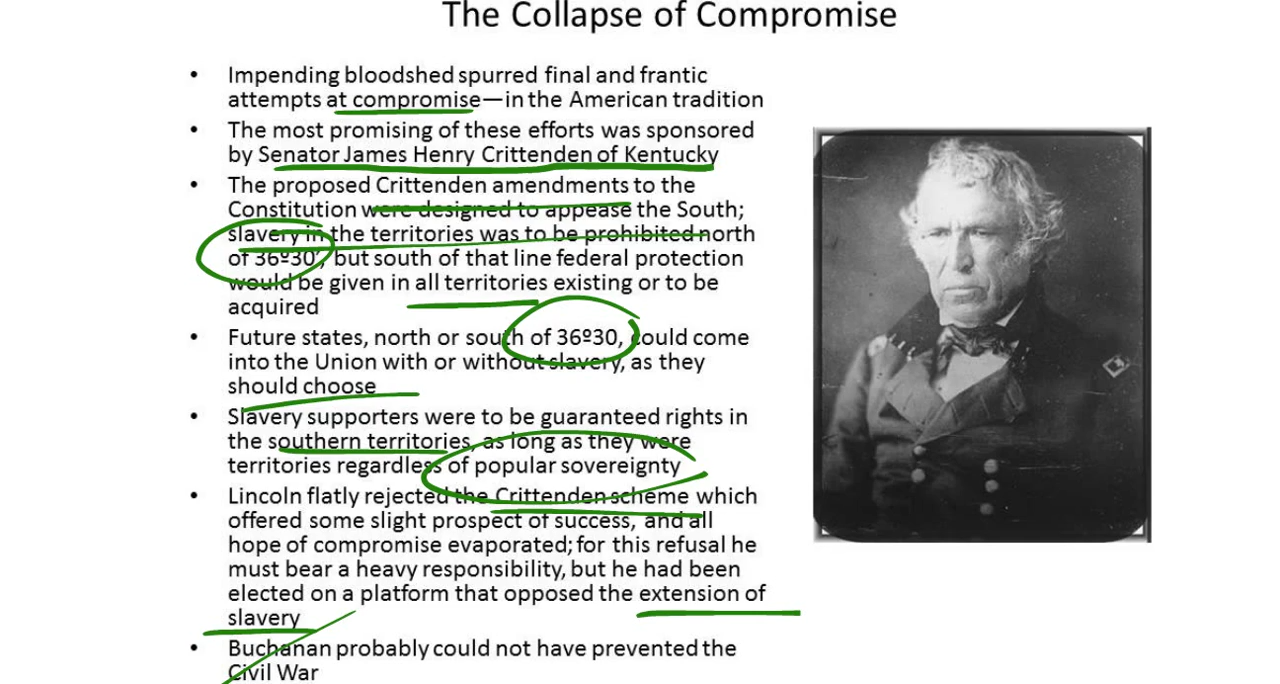 The Collapse of Compromise
• Impending bloodshed spurred final and frantic
attempts at compromise—in the American tradition
• The most promising of these efforts was sponsored
by Senator James Henry Crittenden of Kentucky
• The proposed Crittenden amendments to the
Constitution were designed to appease the South;
slavery in the territories was to be prohibited north
of 36º30’, but south of that line federal protection
would be given in all territories existing or to be
acquired
• Future states, north or south of 36º30, could come
into the Union with or without slavery, as they
should choose
• Slavery supporters were to be guaranteed rights in
the southern territories, as long as they were
territories regardless of popular sovereignty
• Lincoln flatly rejected the Crittenden scheme which
offered some slight prospect of success, and all
hope of compromise evaporated; for this refusal he
must bear a heavy responsibility, but he had been
elected on a platform that opposed the extension of
slavery
• Buchanan probably could not have prevented the
Civil War